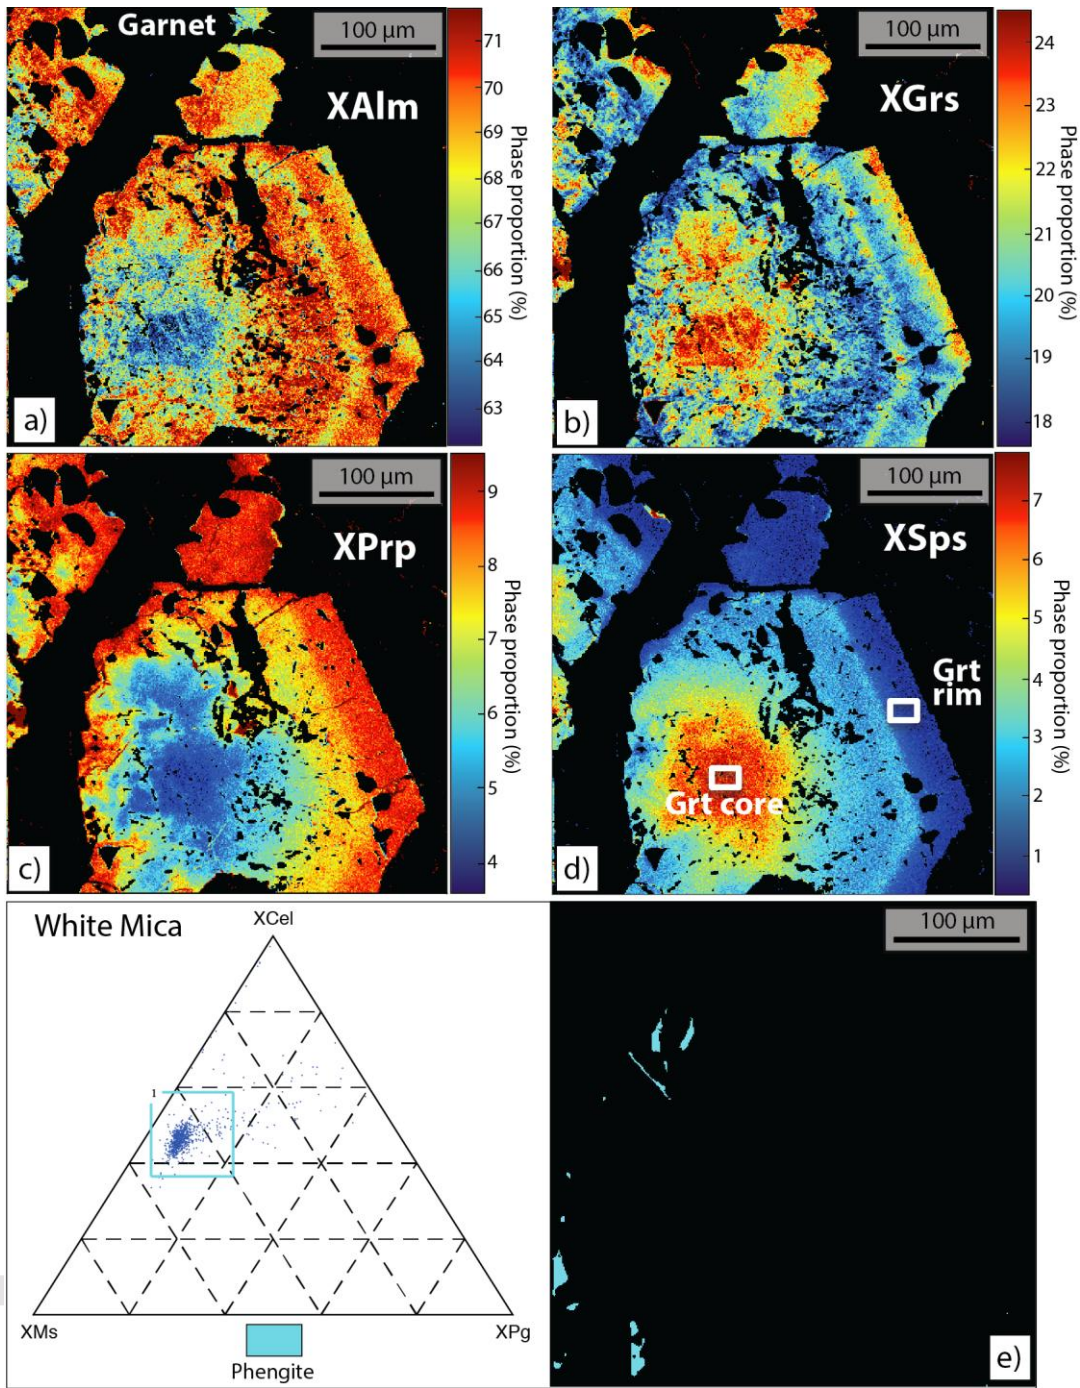 Garnet
100 µm
XAlm
71
70
69
68
67
66
65
64
63
Phase proportion (%)
a)
100 µm
XGrs
24
23
22
21
20
19
18
Phase proportion (%)
b)
100 µm
XPrp
9
8
7
6
5
4
Phase proportion (%)
c)
100 µm
XSps
Grt
rim
Grt core
7
6
5
4
3
2
1
Phase proportion (%)
d)
White Mica
XCel
1
XMs
XPg
Phengite
100 µm
e)